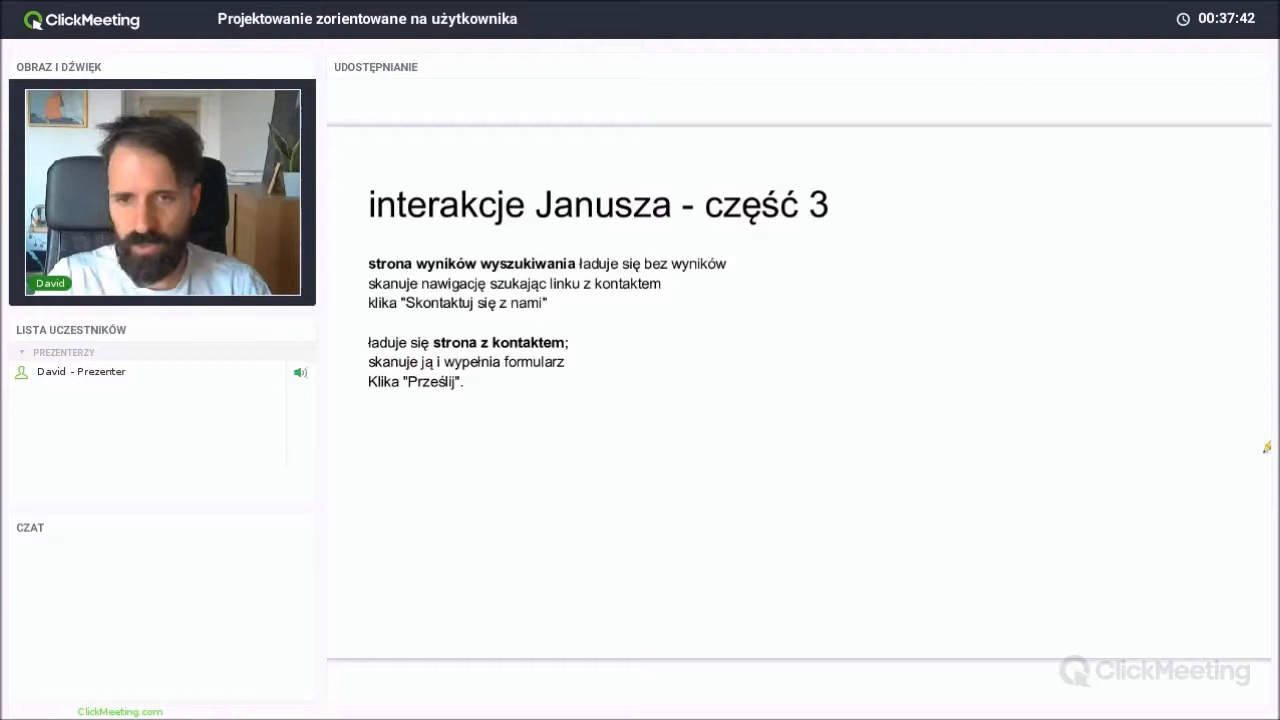 ClickMeeting
Projektowanie zorientowane na użytkownika
00:37:42
OBRAZ I DŹWIĘK
David
LISTA UCZESTNIKÓW
PREZENTERZY
David - Prezenter
CZAT
ClickMeeting.com
UDOSTĘPNIANIE
interakcje Janusza - część 3
strona wyników wyszukiwania ładuje się bez wyników
skanuje nawigację szukając linku z kontaktem
klika "Skontaktuj się z nami"
ładuje się strona z kontaktem;
skanuje ją i wypełnia formularz
Klika "Prześlij".
ClickMeeting